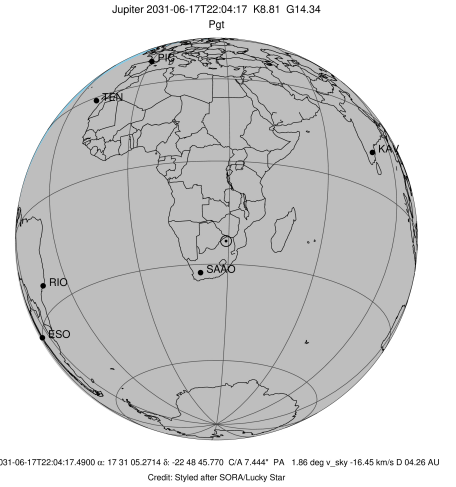 Jupiter 2031-06-17T22:04:17 K8.81 G14.34
Pgt
PIC
TEN
KAV
SAAO
RIO
ESO
031-06-17T22:04:17.4900 α: 17 31 05.2714 δ: -22 48 45.770 C/A 7.444" PA 1.86 deg v_sky -16.45 km/s D 04.26 AU
Credit: Styled after SORA/Lucky Star